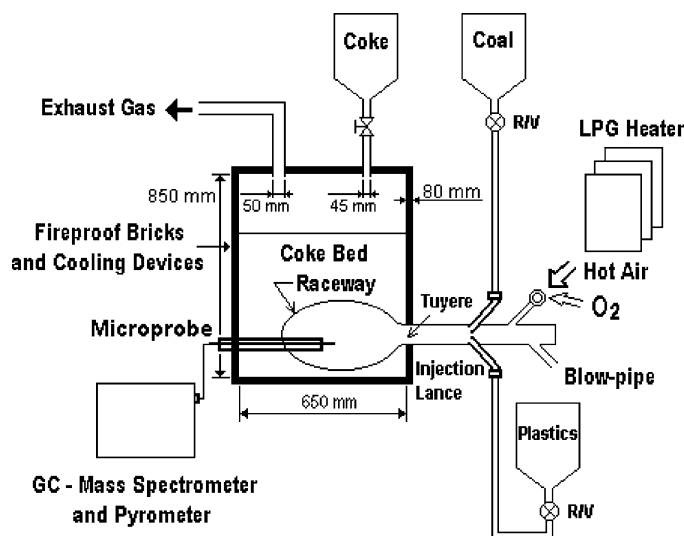 Coke
Coal
Exhaust Gas
R/V
LPG Heater
850 mm
50 mm
45 mm
80 mm
Fireproof Bricks
and Cooling Devices
Coke Bed
Raceway
Hot Air
O2
Tuyere
Microprobe
Injection
Lance
Blow-pipe
650 mm
Plastics
GC - Mass Spectrometer
and Pyrometer
R/V